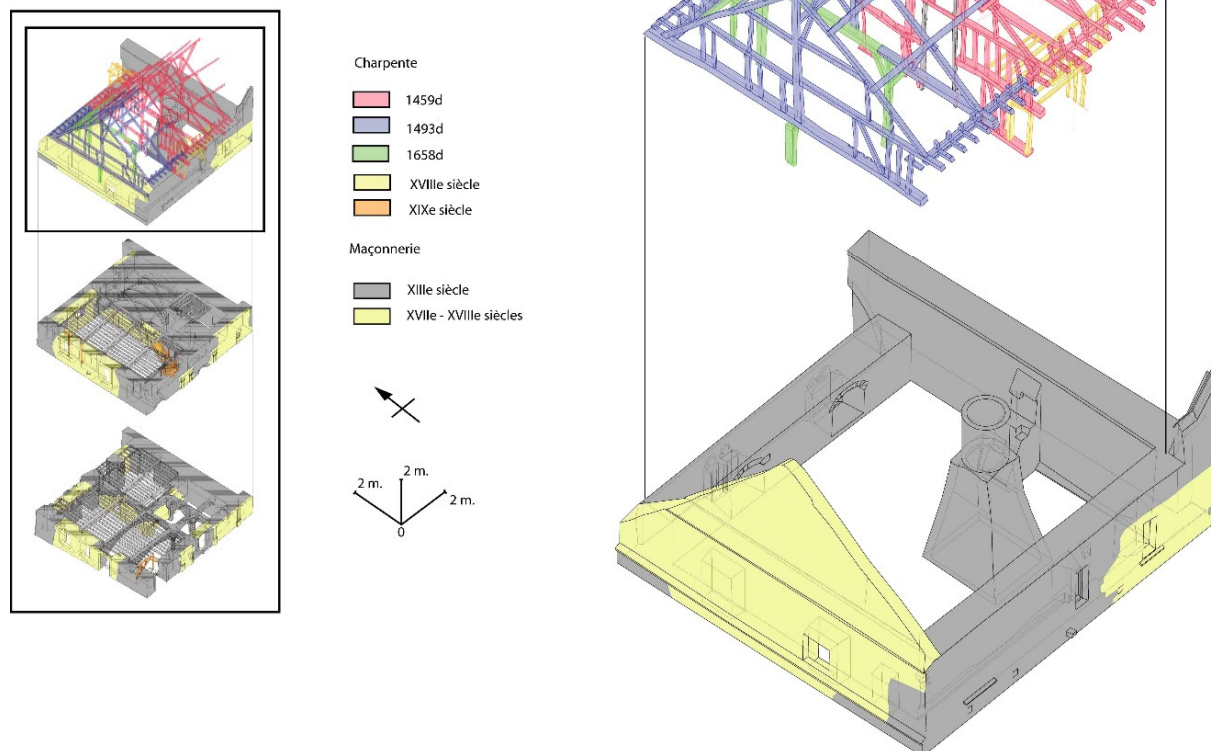 Charpente
1459d
1493d
1658d
XVIIIe siècle
XIXe siècle
Maçonnerie
XIIIe siècle
XVIIe - XVIIIe siècles
2 m.
2 m.
2 m.
0